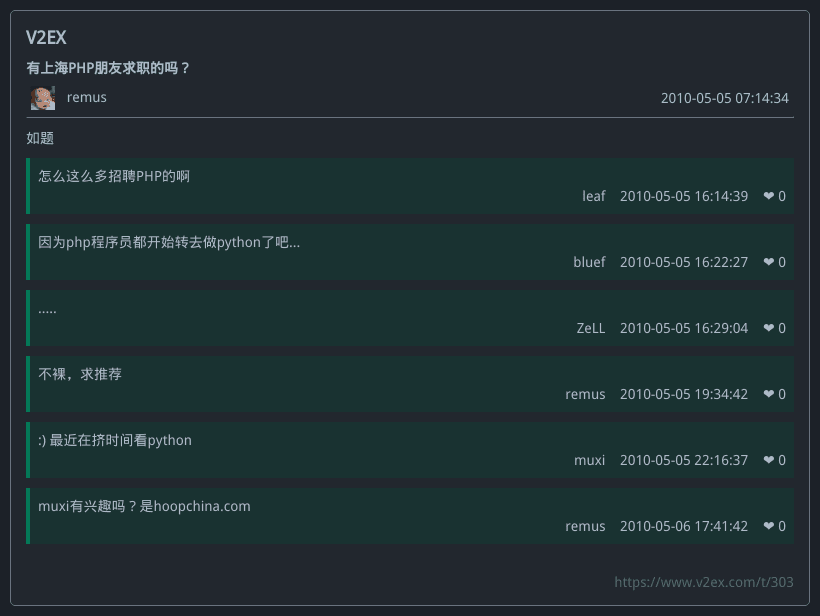 V2EX
有上海PHP朋友求职的吗？
remus 2010-05-05 07:14:34
如题
怎么这么多招聘PHP的啊
leaf 2010-05-05 16:14:39 ❤ 0
因为php程序员都开始转去做python了吧...
bluef 2010-05-05 16:22:27 ❤ 0
.....
ZeLL 2010-05-05 16:29:04 ❤ 0
不裸，求推荐
remus 2010-05-05 19:34:42 ❤ 0
:) 最近在挤时间看python
muxi 2010-05-05 22:16:37 ❤ 0
muxi有兴趣吗？是hoopchina.com
remus 2010-05-06 17:41:42 ❤ 0
https://www.v2ex.com/t/303